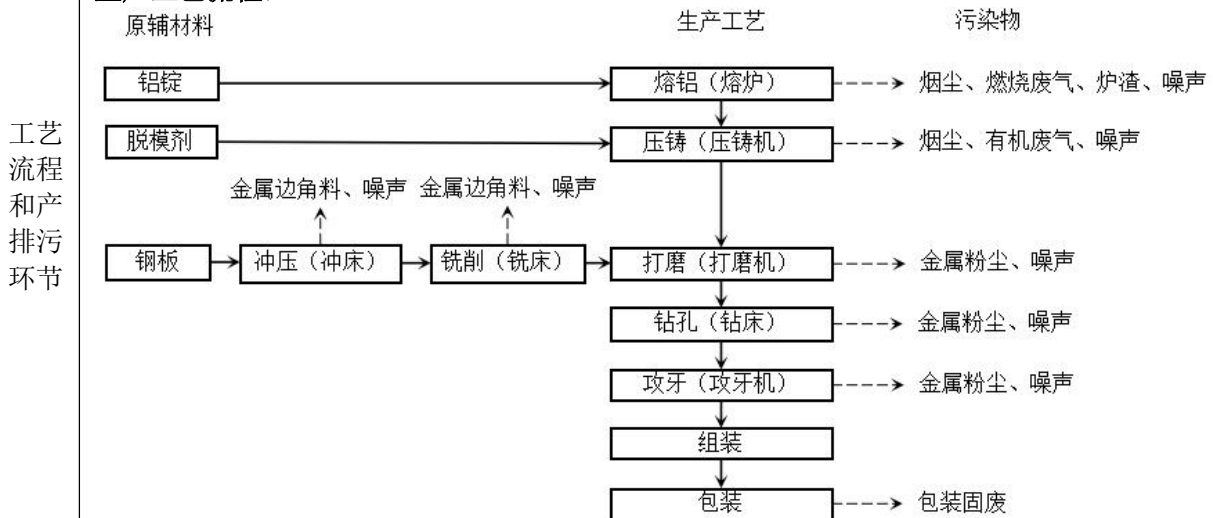 原辅材料 生产工艺 污染物
铝锭 熔铝（熔炉） 烟尘、燃烧废气、炉渣、噪声
脱模剂 压铸（压铸机） 烟尘、有机废气、噪声
金属边角料、噪声 金属边角料、噪声
钢板 冲压（冲床） 铣削（铣床） 打磨（打磨机） 金属粉尘、噪声
钻孔（钻床） 金属粉尘、噪声
攻牙（攻牙机） 金属粉尘、噪声
组装
包装 包装固废
工艺
流程
和产
排污
环节